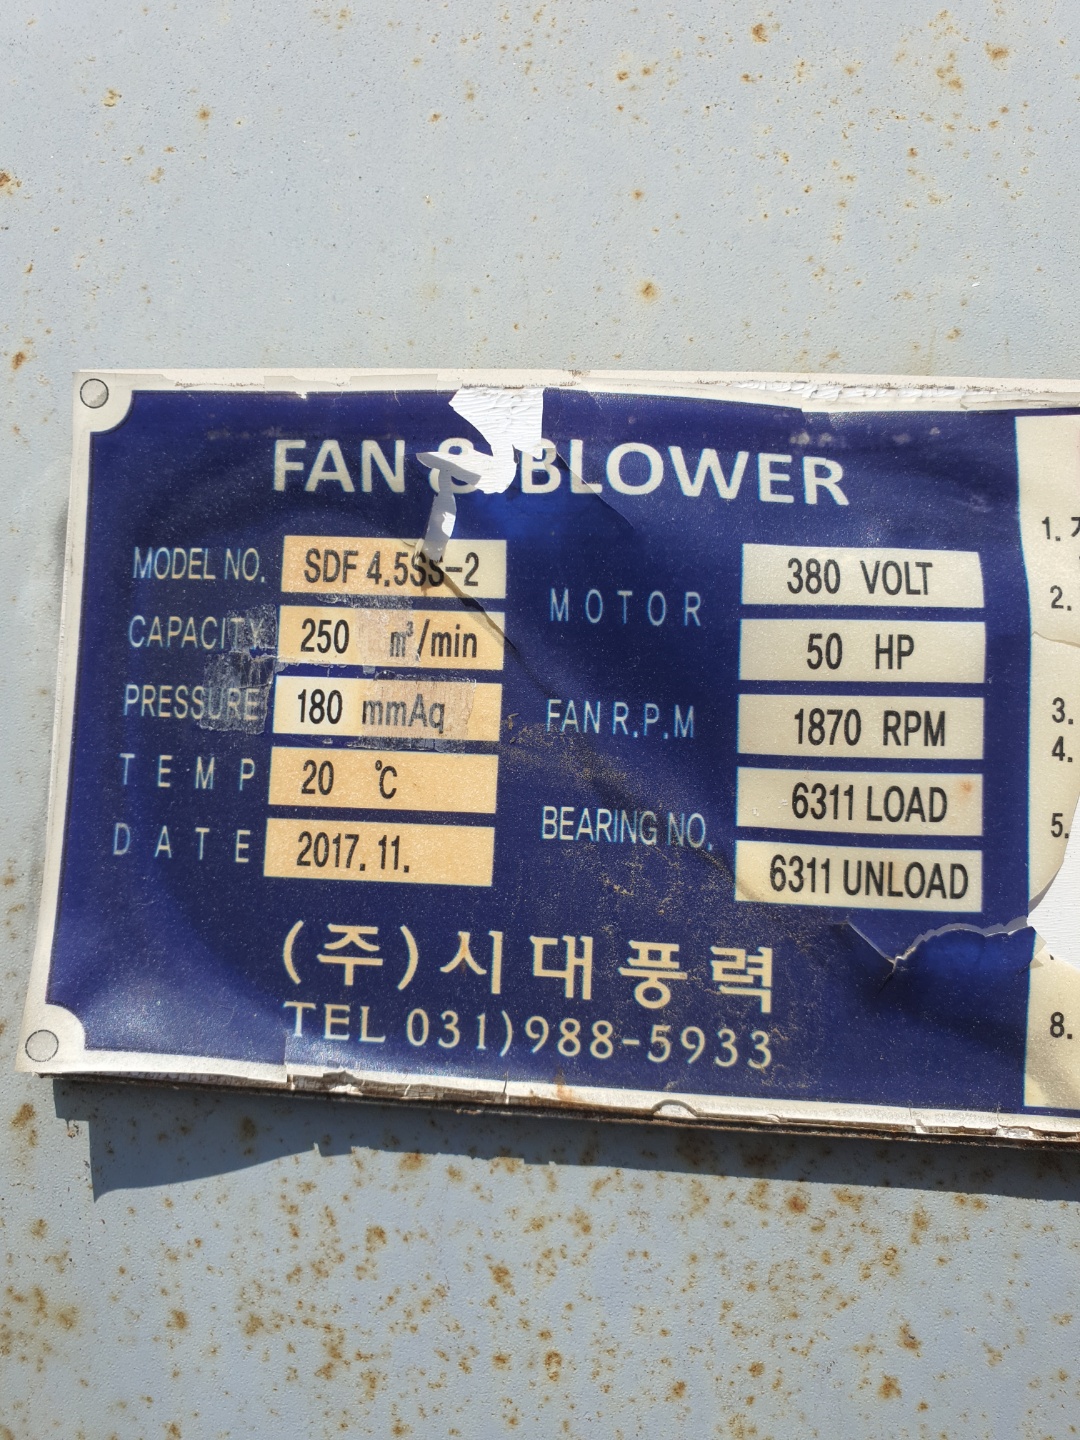 FAN & BLOWER
MODEL NO. SDF 4.5SS-2
CAPACITY 250 ㎥/min
PRESSURE 180 mmAq
TEMP 20 ℃
DATE 2017. 11.
MOTOR 380 VOLT
50 HP
FAN R.P.M 1870 RPM
BEARING NO. 6311 LOAD
6311 UNLOAD
(주)시대풍력
TEL 031)988-5933
1.
2.
3.
4.
5.
8.